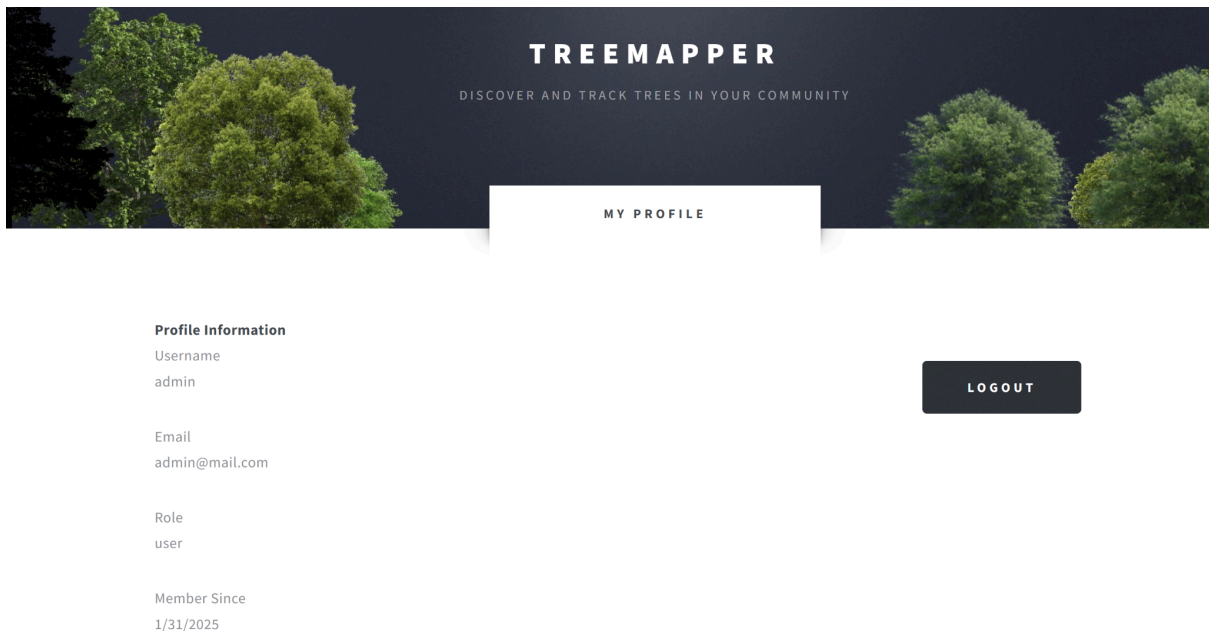 TREEMAPPER
DISCOVER AND TRACK TREES IN YOUR COMMUNITY
MY PROFILE
Profile Information
Username
admin
LOGOUT
Email
admin@mail.com
Role
user
Member Since
1/31/2025